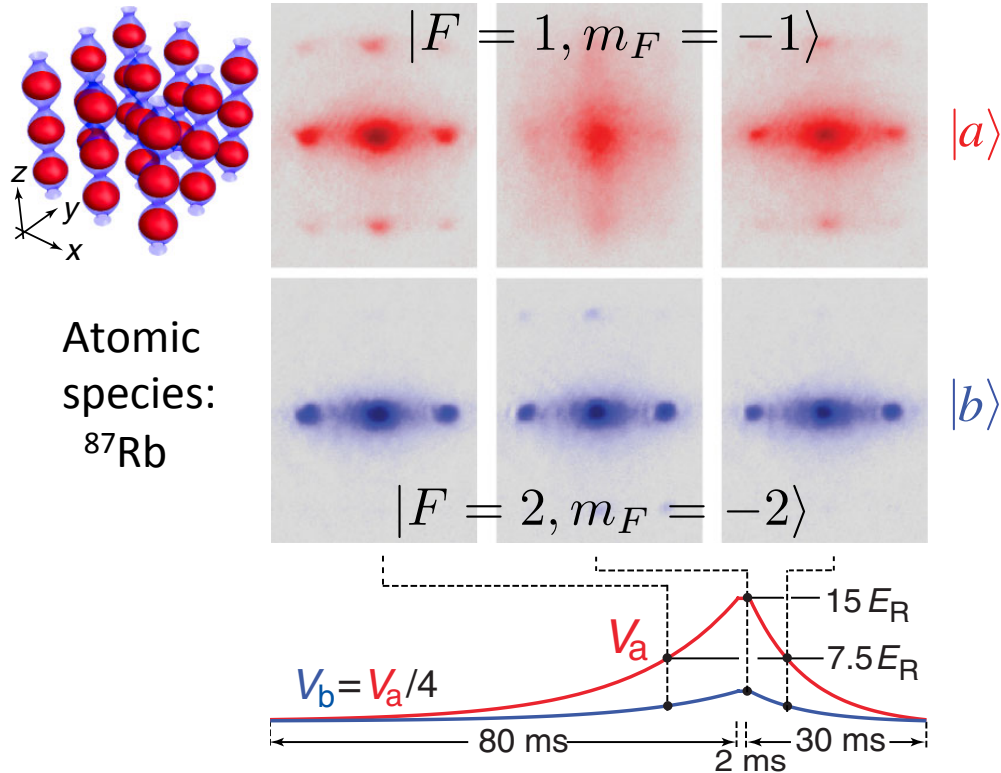 |F = 1, m_F = −1⟩
|a⟩
z
y
x
Atomic
species:
⁸⁷Rb
|b⟩
|F = 2, m_F = −2⟩
15 E_R
V_a
7.5 E_R
V_b = V_a/4
80 ms
2 ms
30 ms